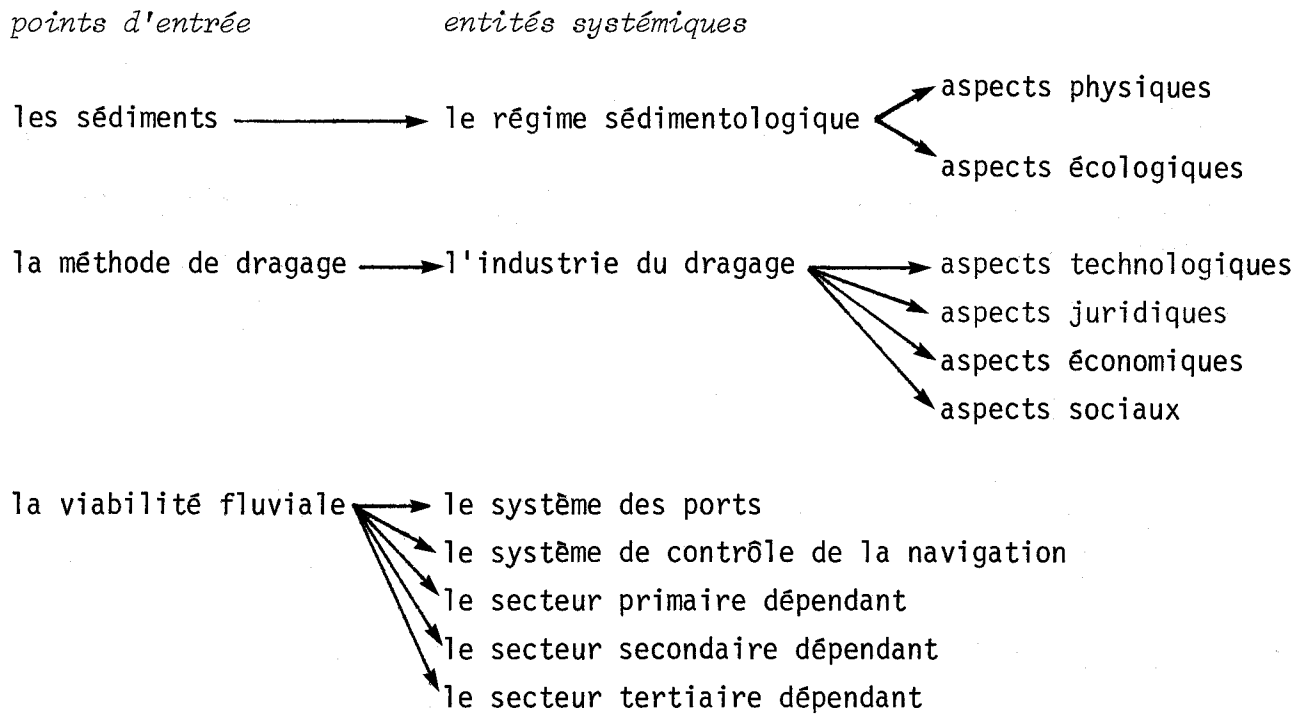 points d'entrée entités systémiques
aspects physiques
les sédiments le régime sédimentologique
aspects écologiques
la méthode de dragage l'industrie du dragage aspects technologiques
aspects juridiques
aspects économiques
aspects sociaux
la viabilité fluviale le système des ports
le système de contrôle de la navigation
le secteur primaire dépendant
le secteur secondaire dépendant
le secteur tertiaire dépendant